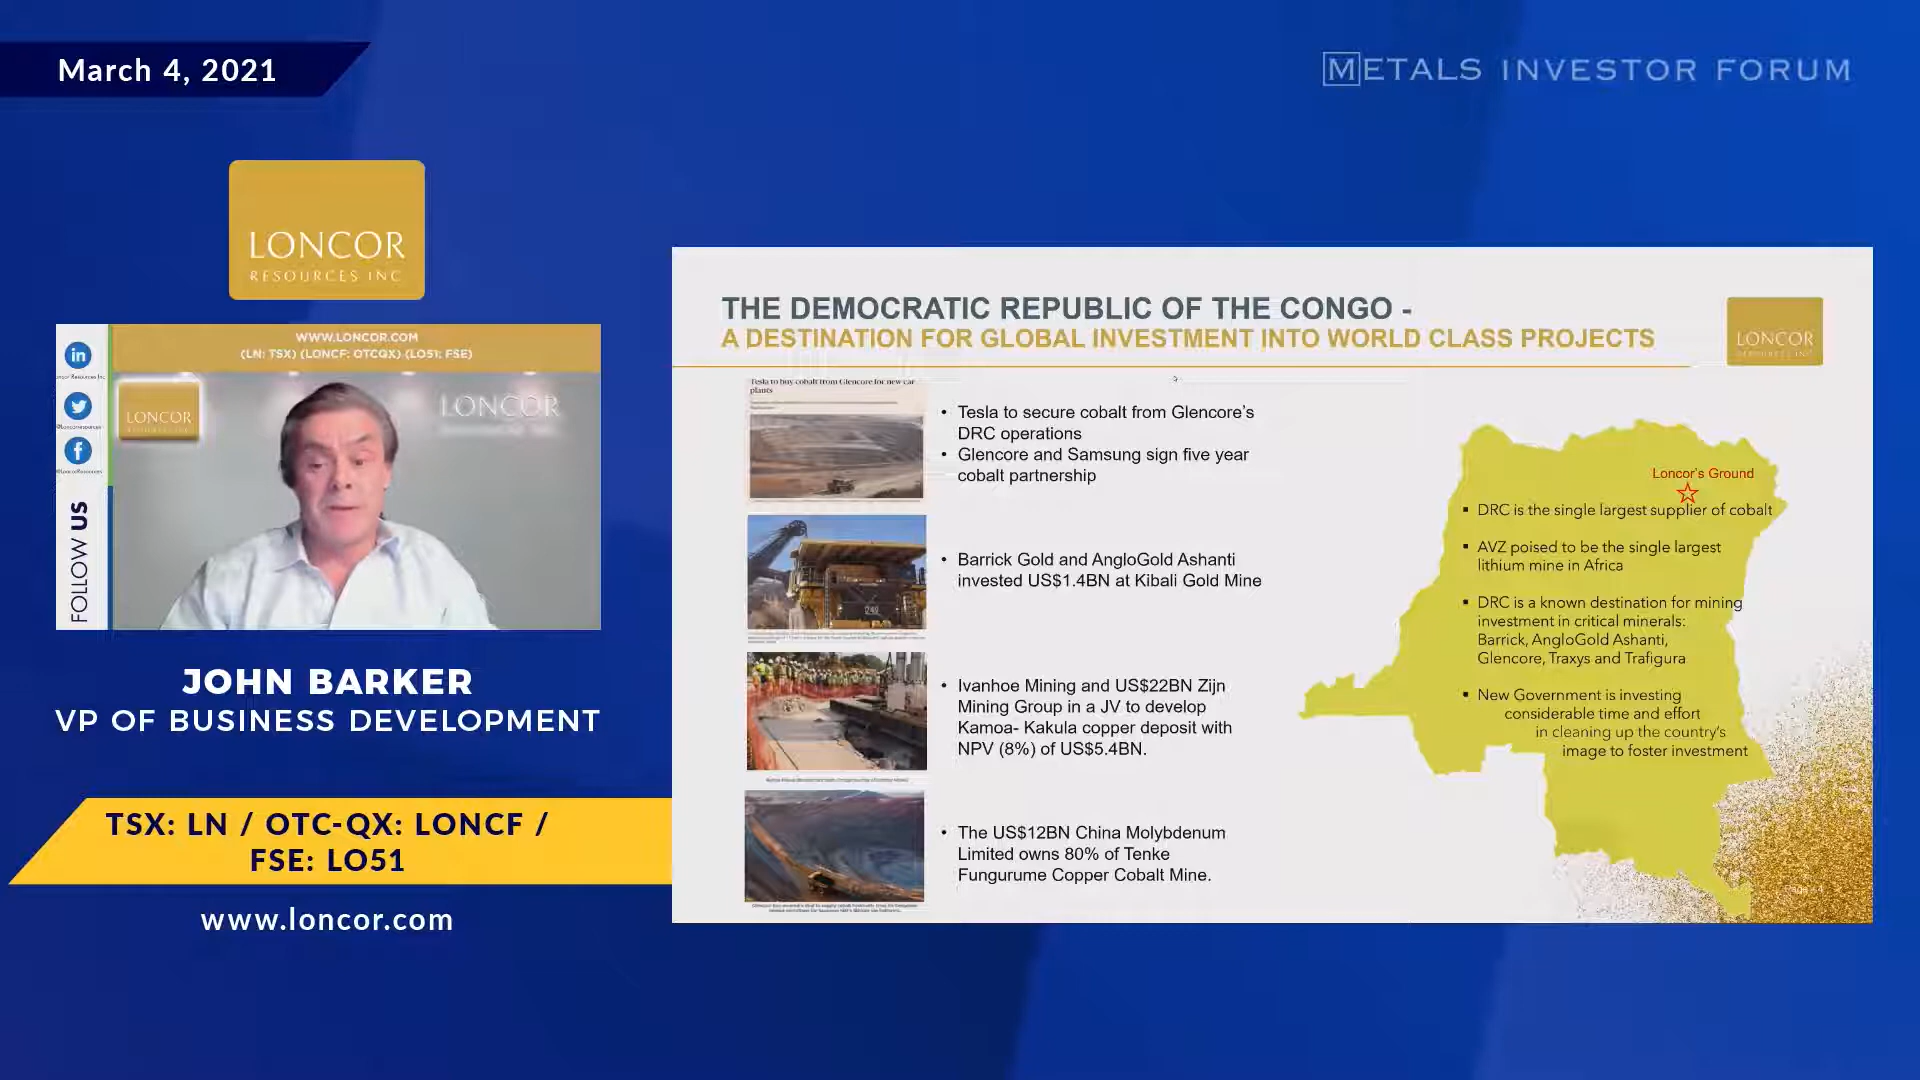 March 4, 2021
METALS INVESTOR FORUM
LONCOR
RESOURCES INC
WWW.LONCOR.COM
(LN: TSX) (LONCF: OTCQX) (LO51: FSE)
in
LONCOR
LONCOR
FOLLOW US
JOHN BARKER
VP OF BUSINESS DEVELOPMENT
TSX: LN / OTC-QX: LONCF /
FSE: LO51
www.loncor.com
THE DEMOCRATIC REPUBLIC OF THE CONGO -
A DESTINATION FOR GLOBAL INVESTMENT INTO WORLD CLASS PROJECTS
LONCOR
RESOURCES INC
Tesla to buy cobalt from Glencore for new car
plants
• Tesla to secure cobalt from Glencore's
DRC operations
• Glencore and Samsung sign five year
cobalt partnership
• Barrick Gold and AngloGold Ashanti
invested US$1.4BN at Kibali Gold Mine
• Ivanhoe Mining and US$22BN Zijn
Mining Group in a JV to develop
Kamoa- Kakula copper deposit with
NPV (8%) of US$5.4BN.
• The US$12BN China Molybdenum
Limited owns 80% of Tenke
Fungurume Copper Cobalt Mine.
Loncor's Ground
▪ DRC is the single largest supplier of cobalt
▪ AVZ poised to be the single largest
lithium mine in Africa
▪ DRC is a known destination for mining
investment in critical minerals:
Barrick, AngloGold Ashanti,
Glencore, Traxys and Trafigura
▪ New Government is investing
considerable time and effort
in cleaning up the country's
image to foster investment